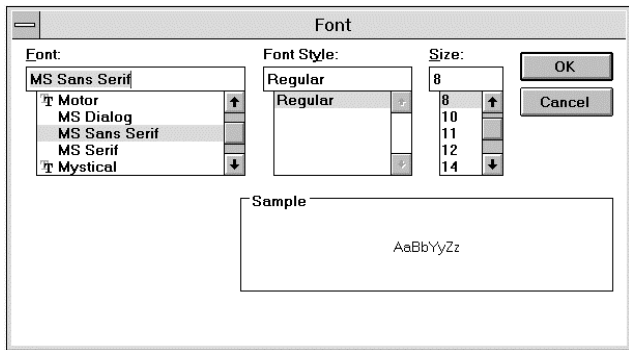 Font
Font:
MS Sans Serif
Motor
MS Dialog
MS Sans Serif
MS Serif
Mystical
Font Style:
Regular
Regular
Size:
8
8
10
11
12
14
OK
Cancel
Sample
AaBbYyZz